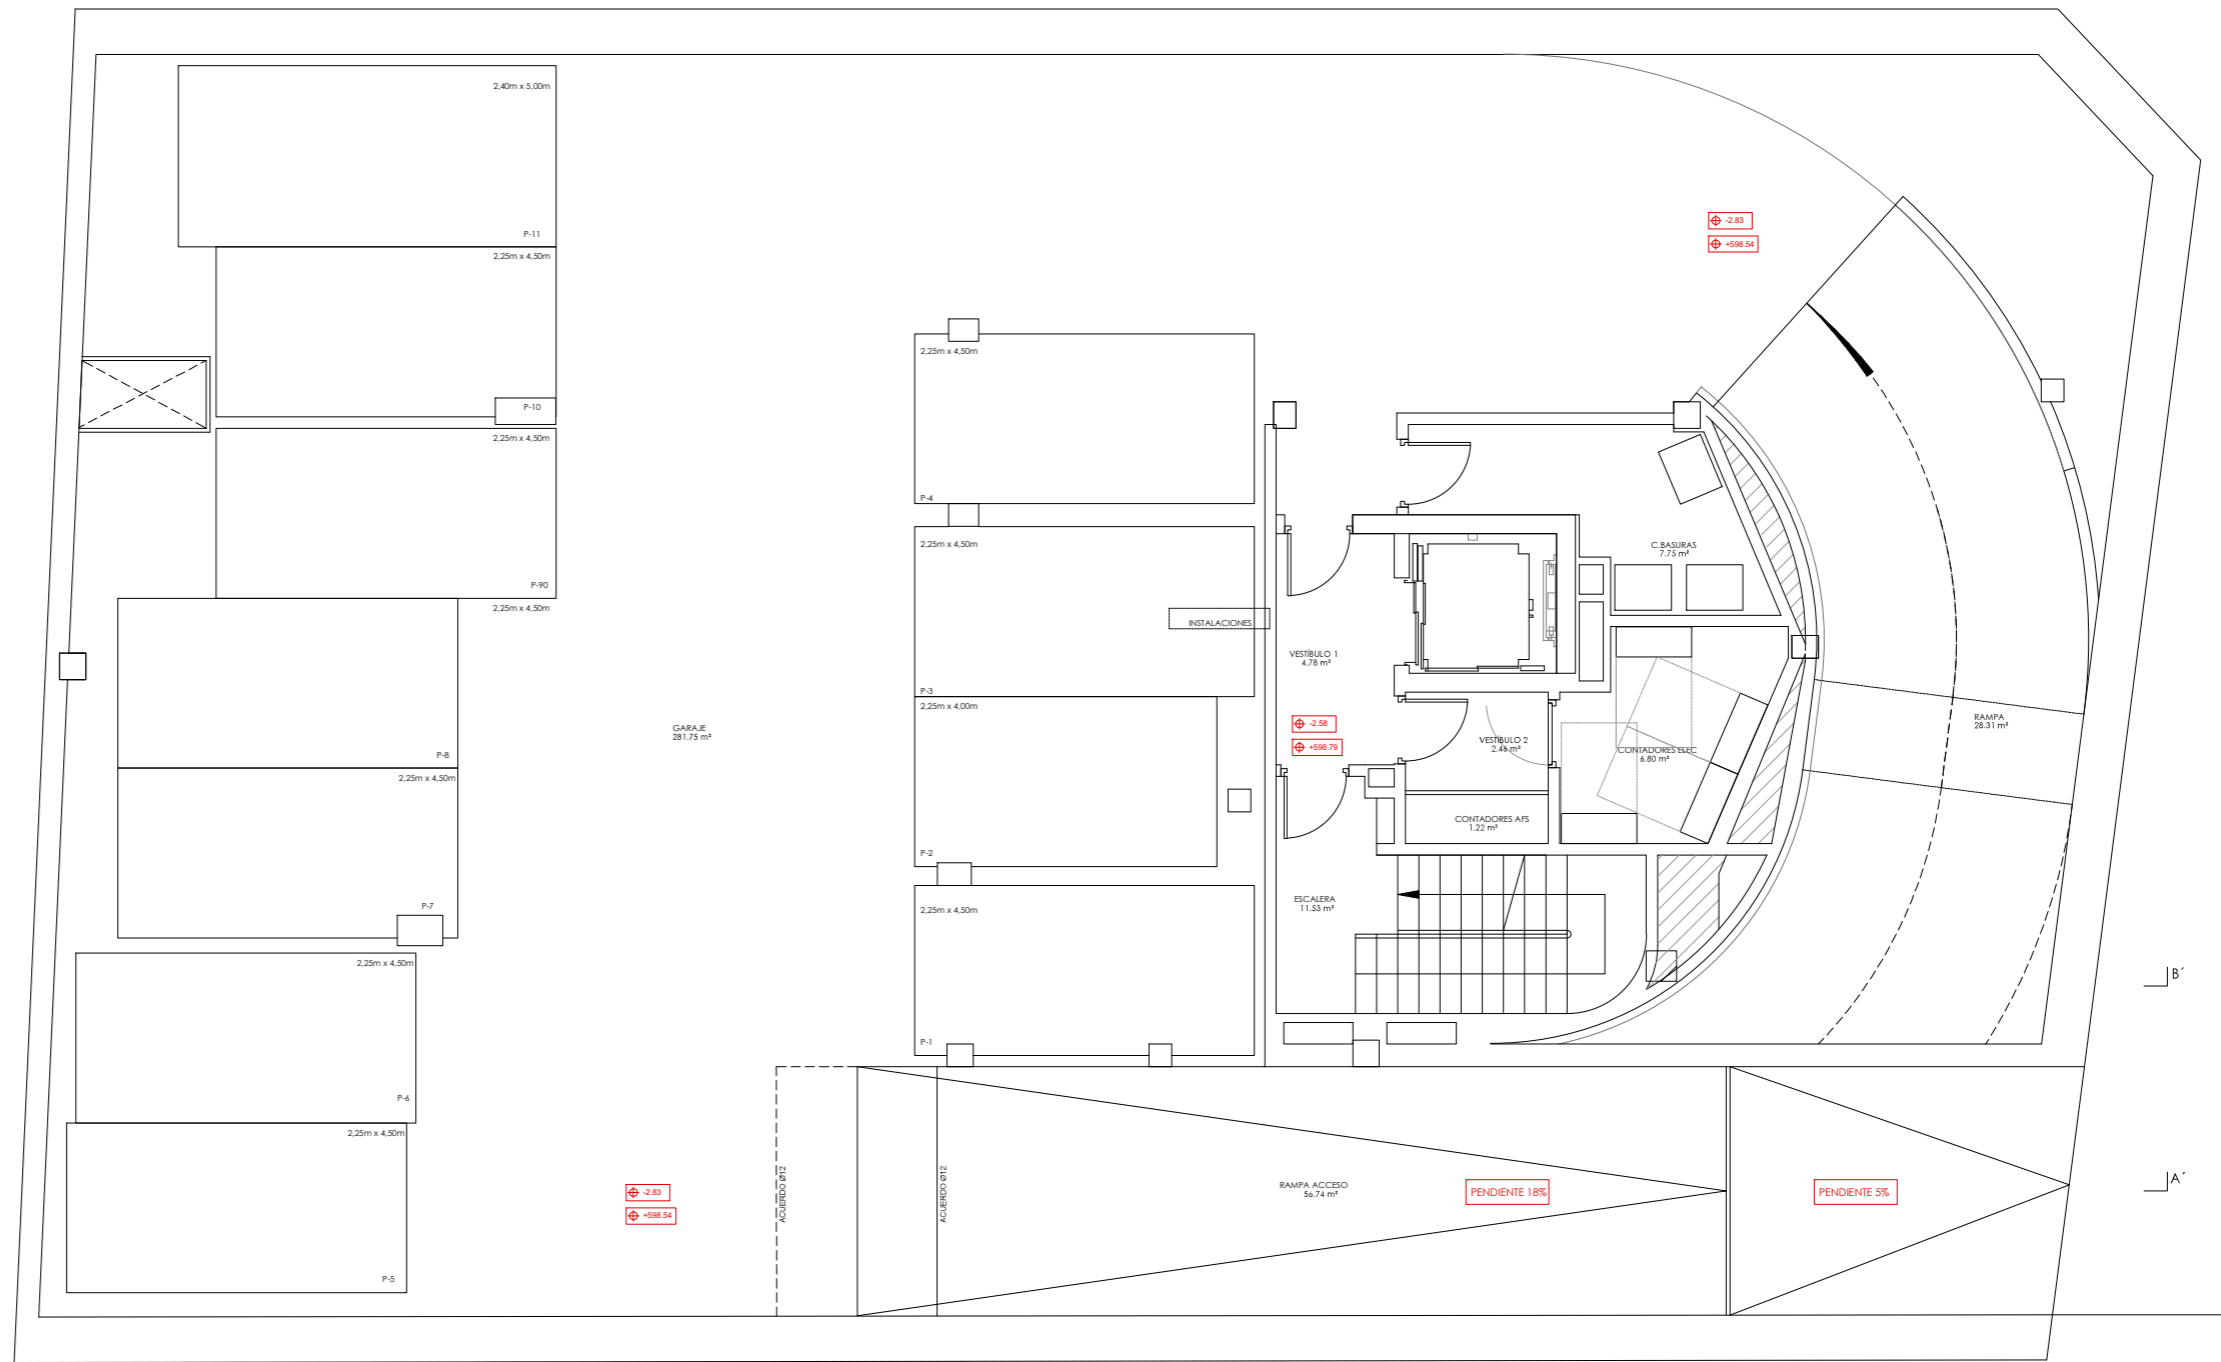 2,40m x 5,00m
P-11
2,25m x 4,50m
P-10
2,25m x 4,50m
P-90
2,25m x 4,50m
P-8
2,25m x 4,50m
P-7
2,25m x 4,50m
P-6
2,25m x 4,50m
P-5
GARAJE
281.75 m²
-2.83
+598.54
ACUERDO Ø12
ACUERDO Ø12
2,25m x 4,50m
P-4
2,25m x 4,50m
INSTALACIONES
P-3
2,25m x 4,00m
P-2
2,25m x 4,50m
P-1
VESTÍBULO 1
4.78 m²
-2.58
+598.79
VESTÍBULO 2
2.46 m²
CONTADORES AFS
1.22 m²
ESCALERA
11.53 m²
C.BASURAS
7.75 m²
CONTADORES ELEC
6.80 m²
-2.83
+598.54
RAMPA
28.31 m²
RAMPA ACCESO
56.74 m²
PENDIENTE 18%
PENDIENTE 5%
B´
A´